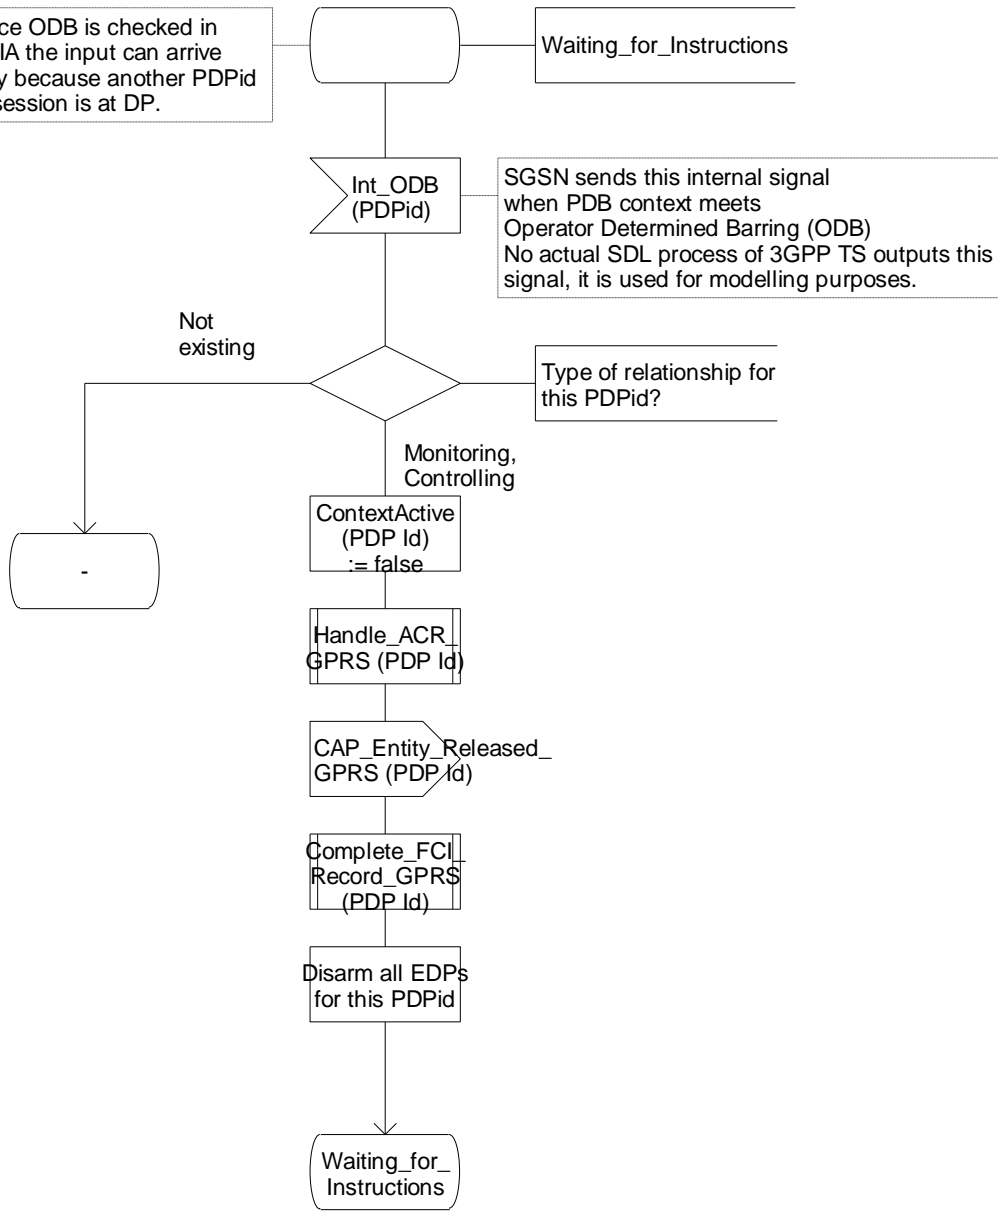 ce ODB is checked in
IA the input can arrive
y because another PDPid
session is at DP.
Waiting_for_Instructions
Int_ODB
(PDPid)
SGSN sends this internal signal
when PDB context meets
Operator Determined Barring (ODB)
No actual SDL process of 3GPP TS outputs this
signal, it is used for modelling purposes.
Not
existing
Type of relationship for
this PDPid?
Monitoring,
Controlling
ContextActive
(PDP Id)
:= false
-
Handle_ACR_
GPRS (PDP Id)
CAP_Entity_Released_
GPRS (PDP Id)
Complete_FCI_
Record_GPRS
(PDP Id)
Disarm all EDPs
for this PDPid
Waiting_for_
Instructions